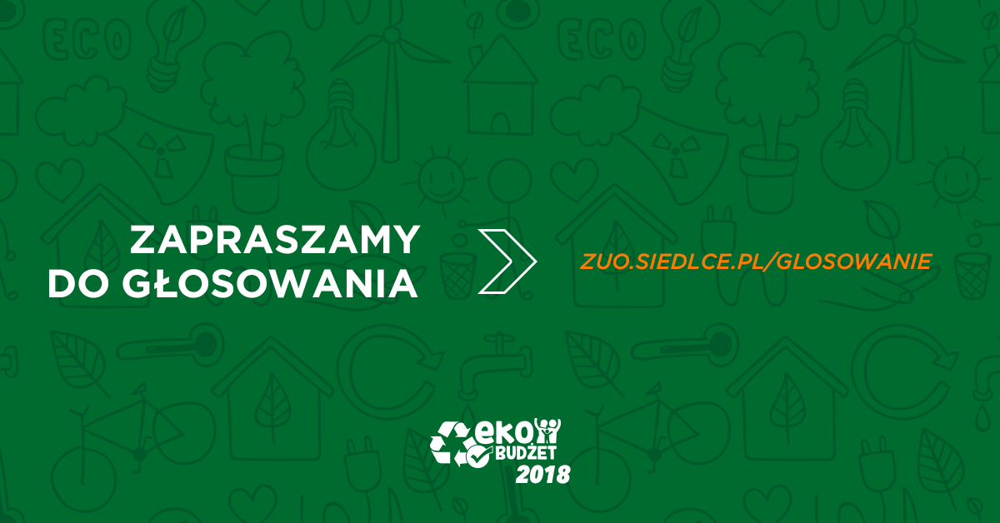 ECO
ECO
ZAPRASZAMY
DO GŁOSOWANIA
ZUO.SIEDLCE.PL/GLOSOWANIE
eko
BUDŻET
2018